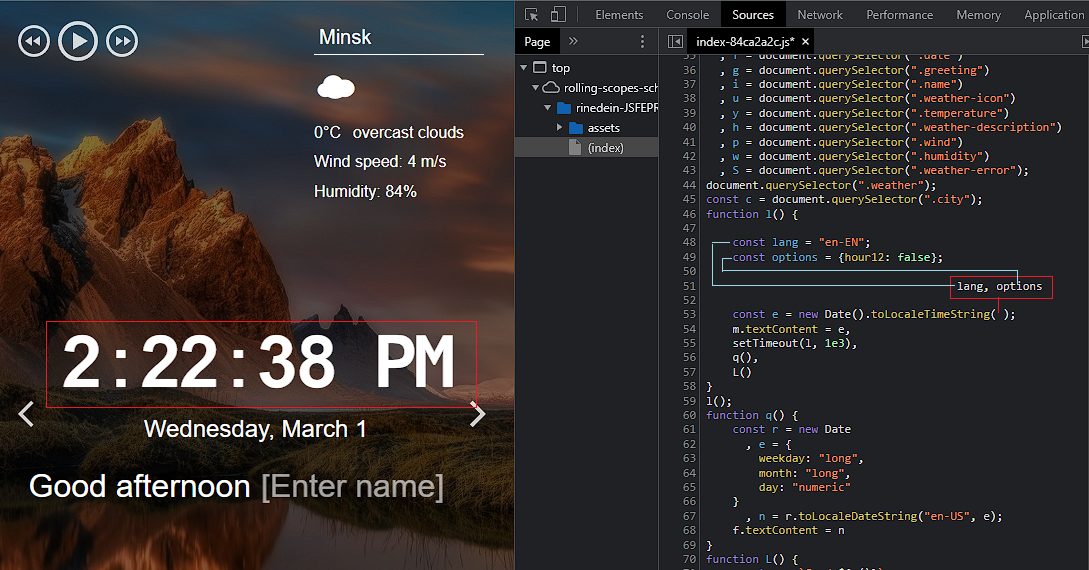 Minsk
0°C overcast clouds
Wind speed: 4 m/s
Humidity: 84%
2:22:38 PM
Wednesday, March 1
Good afternoon [Enter name]
Elements Console Sources Network Performance Memory Application
Page »
index-84ca2a2c.js* ×
top
rolling-scopes-sch
rinedein-JSFEPR
assets
(index)
36 , g = document.querySelector(".greeting")
37 , i = document.querySelector(".name")
38 , u = document.querySelector(".weather-icon")
39 , y = document.querySelector(".temperature")
40 , h = document.querySelector(".weather-description")
41 , p = document.querySelector(".wind")
42 , w = document.querySelector(".humidity")
43 , S = document.querySelector(".weather-error");
44 document.querySelector(".weather");
45 const c = document.querySelector(".city");
46 function l() {
47
48 const lang = "en-EN";
49 const options = {hour12: false};
50
51 lang, options
52
53 const e = new Date().toLocaleTimeString( );
54 m.textContent = e,
55 setTimeout(l, 1e3),
56 q(),
57 L()
58 }
59 l();
60 function q() {
61 const r = new Date
62 , e = {
63 weekday: "long",
64 month: "long",
65 day: "numeric"
66 }
67 , n = r.toLocaleDateString("en-US", e);
68 f.textContent = n
69 }
70 function L() {